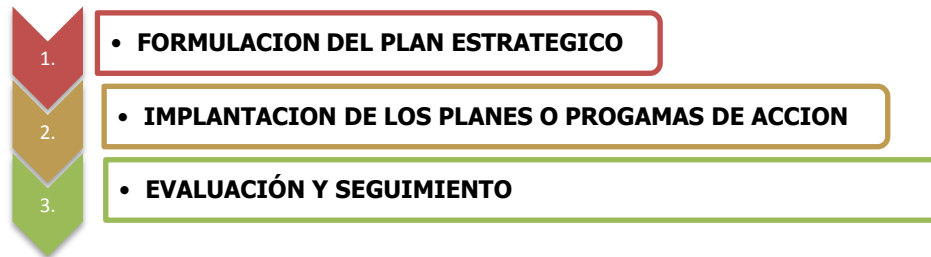 1. • FORMULACION DEL PLAN ESTRATEGICO
2. • IMPLANTACION DE LOS PLANES O PROGAMAS DE ACCION
3. • EVALUACIÓN Y SEGUIMIENTO